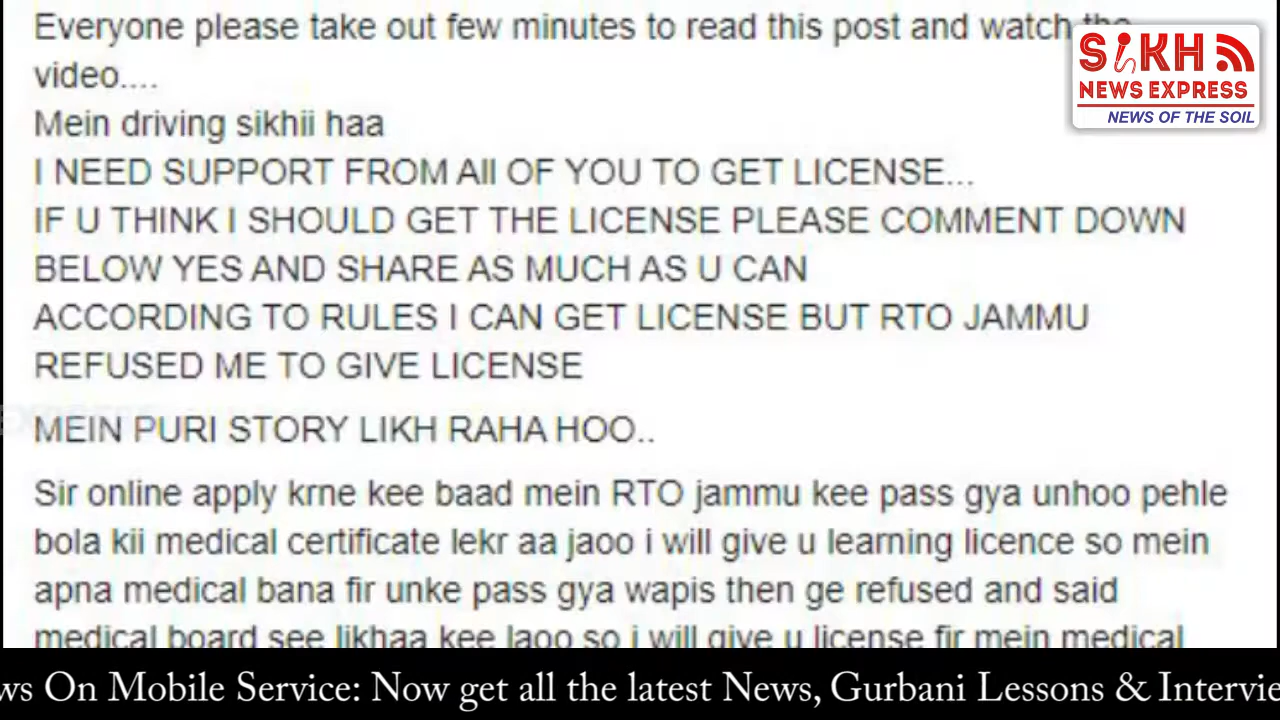 Everyone please take out few minutes to read this post and watch the
video....
Mein driving sikhii haa
I NEED SUPPORT FROM All OF YOU TO GET LICENSE...
IF U THINK I SHOULD GET THE LICENSE PLEASE COMMENT DOWN
BELOW YES AND SHARE AS MUCH AS U CAN
ACCORDING TO RULES I CAN GET LICENSE BUT RTO JAMMU
REFUSED ME TO GIVE LICENSE
MEIN PURI STORY LIKH RAHA HOO..
Sir online apply krne kee baad mein RTO jammu kee pass gya unhoo pehle
bola kii medical certificate lekr aa jaoo i will give u learning licence so mein
apna medical bana fir unke pass gya wapis then ge refused and said
medical board see likhaa kee laoo so i will give u license fir mein medical
SiKH
NEWS EXPRESS
NEWS OF THE SOIL
ws On Mobile Service: Now get all the latest News, Gurbani Lessons & Intervie